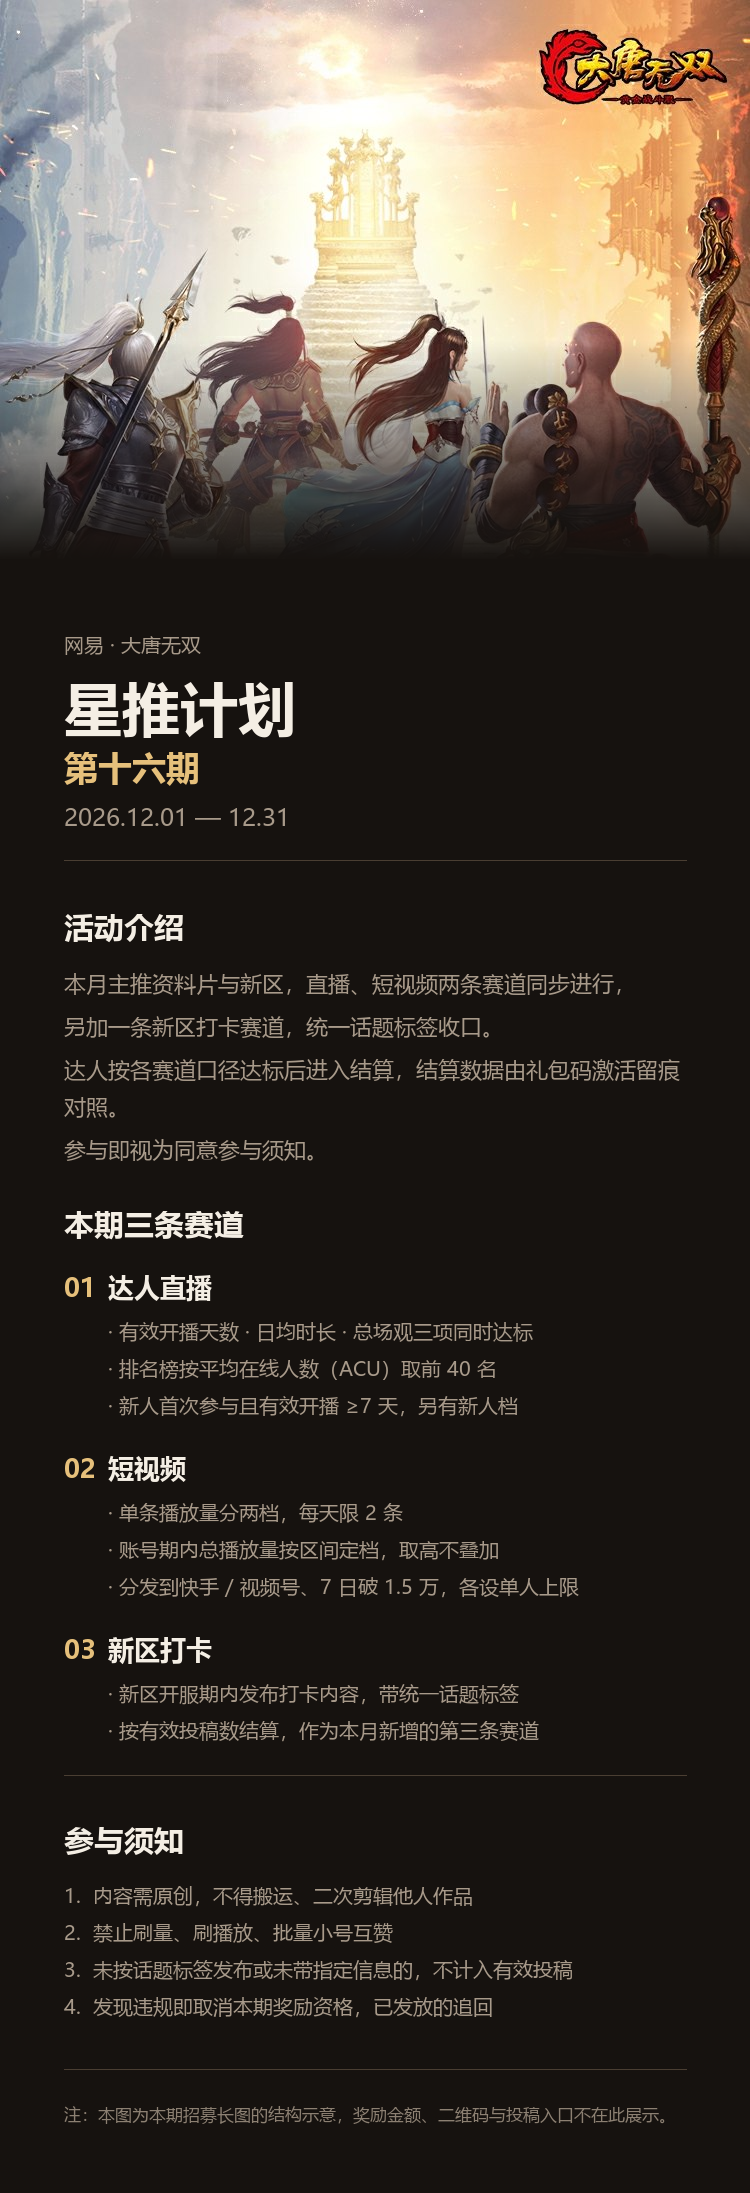 大唐无双
黄金战斗服
网易 · 大唐无双
星推计划
第十六期
2026.12.01 — 12.31
活动介绍
本月主推资料片与新区，直播、短视频两条赛道同步进行，
另加一条新区打卡赛道，统一话题标签收口。
达人按各赛道口径达标后进入结算，结算数据由礼包码激活留痕
对照。
参与即视为同意参与须知。
本期三条赛道
01 达人直播
· 有效开播天数 · 日均时长 · 总场观三项同时达标
· 排名榜按平均在线人数（ACU）取前 40 名
· 新人首次参与且有效开播 ≥7 天，另有新人档
02 短视频
· 单条播放量分两档，每天限 2 条
· 账号期内总播放量按区间定档，取高不叠加
· 分发到快手 / 视频号、7 日破 1.5 万，各设单人上限
03 新区打卡
· 新区开服期内发布打卡内容，带统一话题标签
· 按有效投稿数结算，作为本月新增的第三条赛道
参与须知
1. 内容需原创，不得搬运、二次剪辑他人作品
2. 禁止刷量、刷播放、批量小号互赞
3. 未按话题标签发布或未带指定信息的，不计入有效投稿
4. 发现违规即取消本期奖励资格，已发放的追回
注：本图为本期招募长图的结构示意，奖励金额、二维码与投稿入口不在此展示。